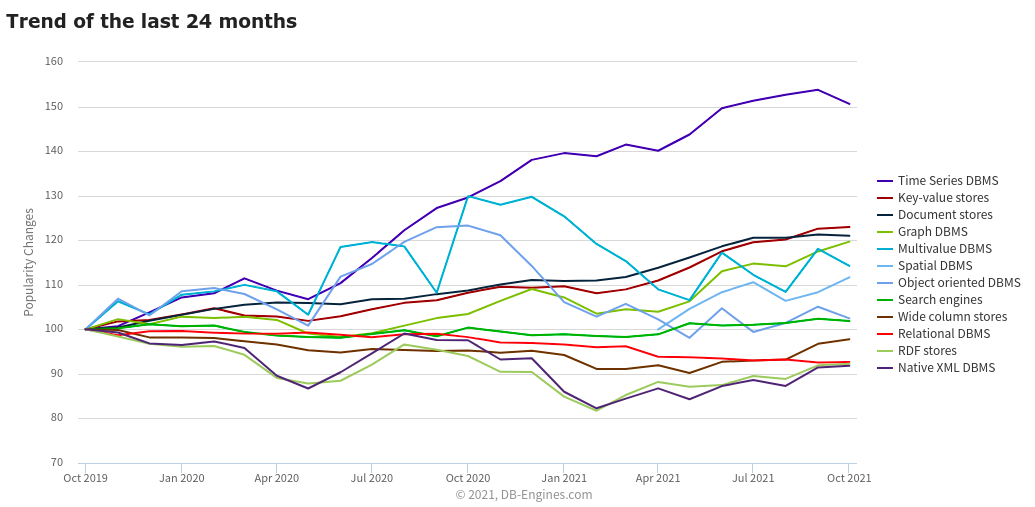 Trend of the last 24 months
160
150
140
130
120
110
100
90
80
70
Popularity Changes
Oct 2019 Jan 2020 Apr 2020 Jul 2020 Oct 2020 Jan 2021 Apr 2021 Jul 2021 Oct 2021
© 2021, DB-Engines.com
Time Series DBMS
Key-value stores
Document stores
Graph DBMS
Multivalue DBMS
Spatial DBMS
Object oriented DBMS
Search engines
Wide column stores
Relational DBMS
RDF stores
Native XML DBMS